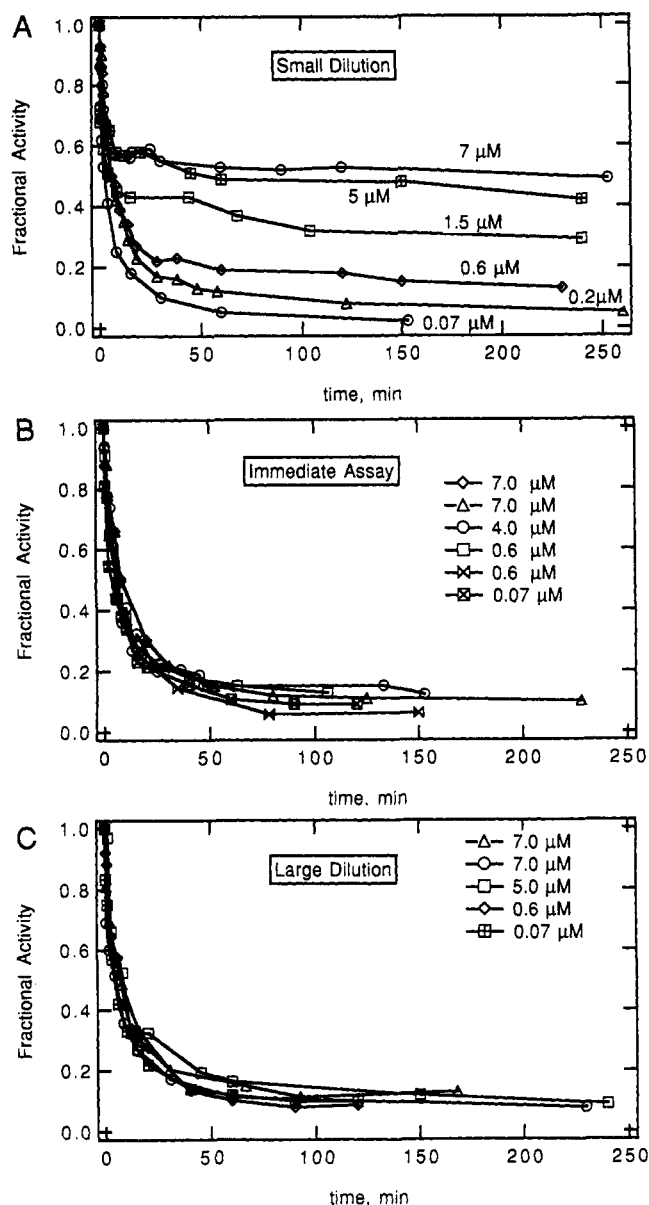 A
Small Dilution
Fractional Activity
1.0
0.8
0.6
0.4
0.2
0.0
7 μM
5 μM
1.5 μM
0.6 μM
0.2μM
0.07 μM
0 50 100 150 200 250
time, min
B
Immediate Assay
Fractional Activity
1.0
0.8
0.6
0.4
0.2
0.0
7.0 μM
7.0 μM
4.0 μM
0.6 μM
0.6 μM
0.07 μM
0 50 100 150 200 250
time, min
C
Large Dilution
Fractional Activity
1.0
0.8
0.6
0.4
0.2
0.0
7.0 μM
7.0 μM
5.0 μM
0.6 μM
0.07 μM
0 50 100 150 200 250
time, min